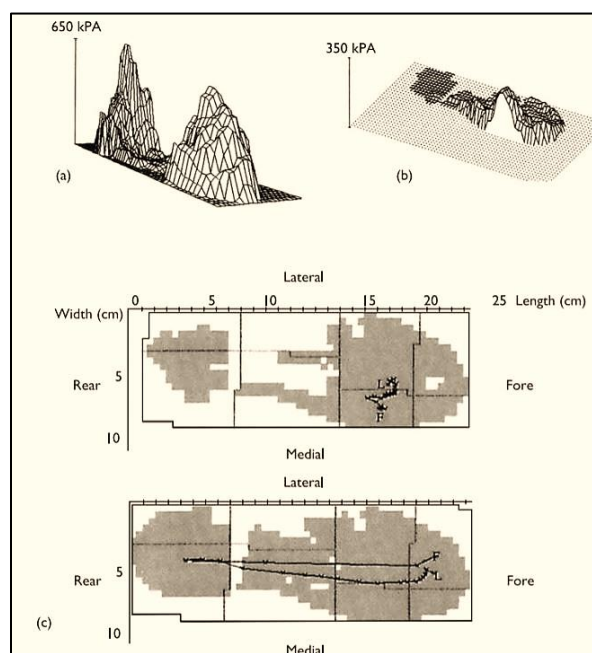 650 kPA
350 kPA
(a)
(b)
Lateral
Width (cm)
0 5 10 15 20 25 Length (cm)
Rear 5 Fore
L
F
10
Medial
Lateral
F
Rear 5 Fore
L
(c)
10
Medial